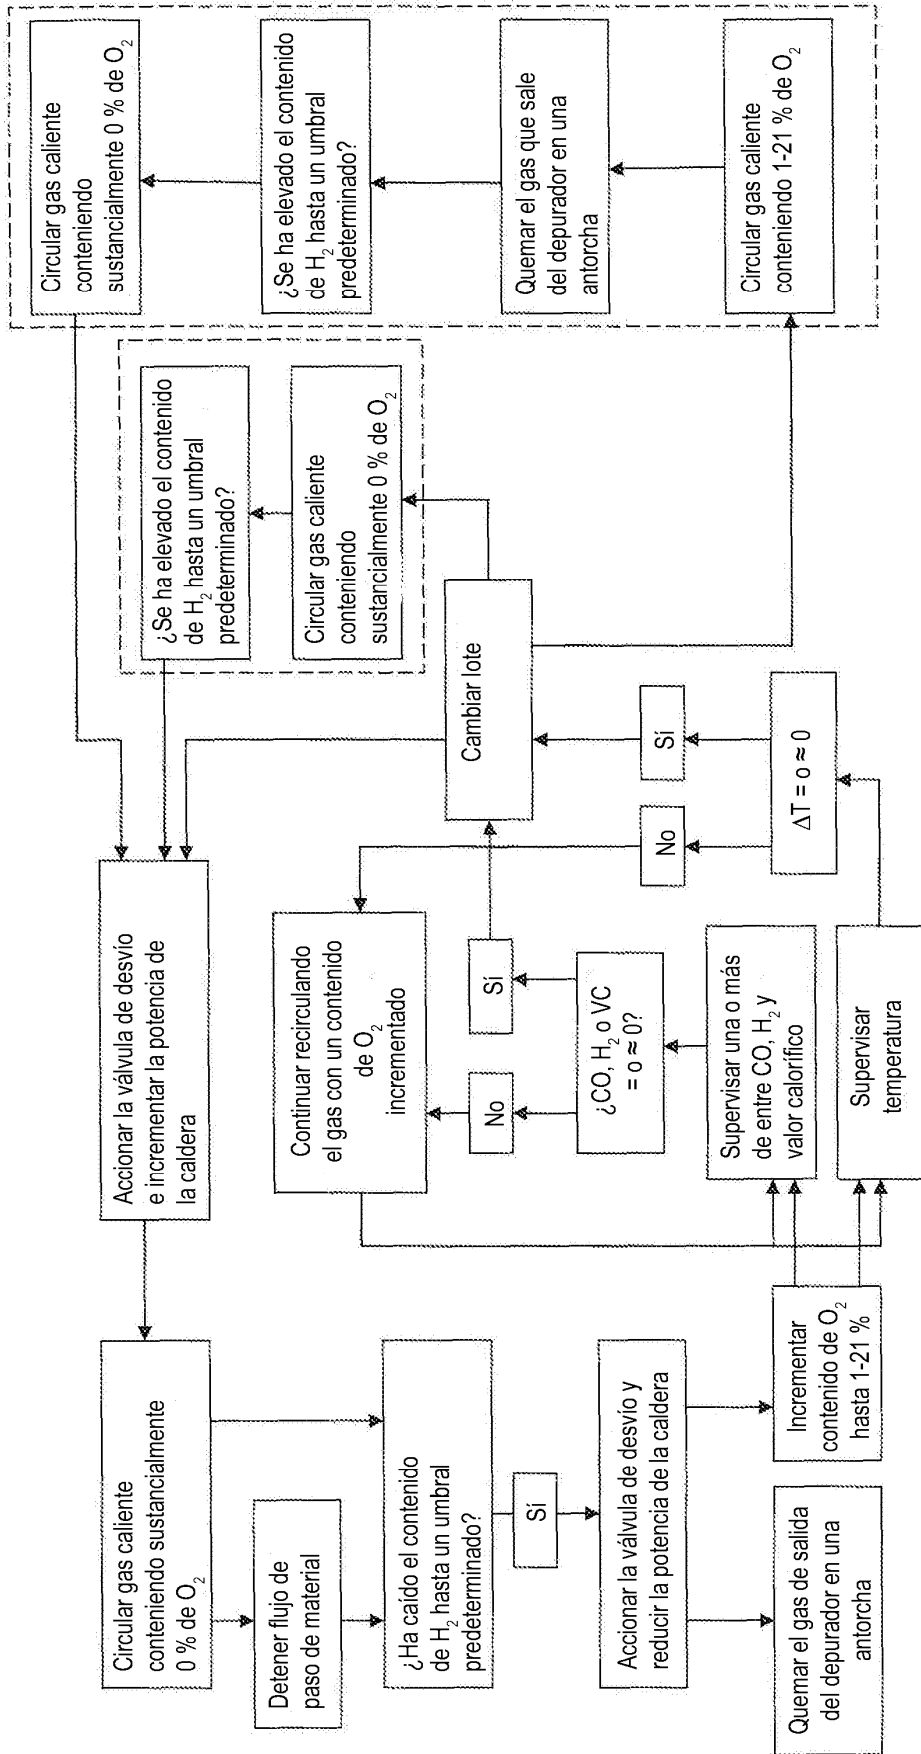 Circular gas caliente
conteniendo sustancialmente
0 % de O2
Detener flujo de
paso de material
¿Ha caído el contenido
de H2 hasta un umbral
predeterminado?
Sí
Accionar la válvula de desvío y
reducir la potencia de la caldera
Quemar el gas de salida
del depurador en una
antorcha
Incrementar
contenido de O2
hasta 1-21 %
Accionar la válvula de desvío
e incrementar la potencia de
la caldera
Continuar recirculando
el gas con un contenido
de O2
incrementado
No
Sí
¿CO, H2 o VC
= o ≈ 0?
Supervisar una o más
de entre CO, H2 y
valor calorífico
Supervisar
temperatura
No
Sí
ΔT = o ≈ 0
Cambiar lote
¿Se ha elevado el contenido
de H2 hasta un umbral
predeterminado?
Circular gas caliente
conteniendo
sustancialmente 0 % de O2
Circular gas caliente
conteniendo
sustancialmente 0 % de O2
¿Se ha elevado el contenido
de H2 hasta un umbral
predeterminado?
Quemar el gas que sale
del depurador en una
antorcha
Circular gas caliente
conteniendo 1-21 % de O2